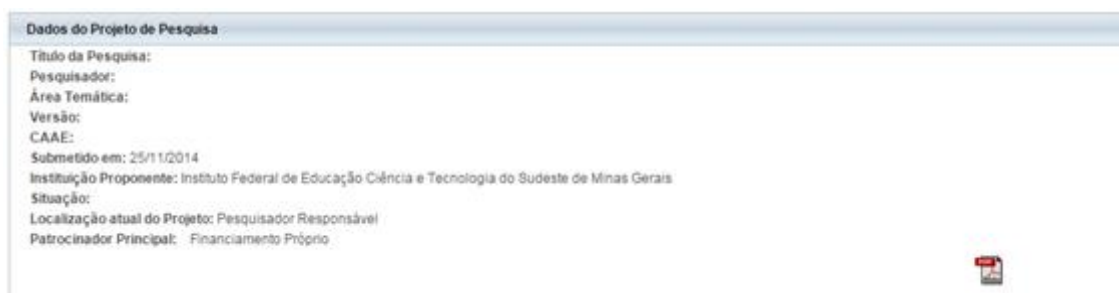 Dados do Projeto de Pesquisa
Título da Pesquisa:
Pesquisador:
Área Temática:
Versão:
CAAE:
Submetido em: 25/11/2014
Instituição Proponente: Instituto Federal de Educação Ciência e Tecnologia do Sudeste de Minas Gerais
Situação:
Localização atual do Projeto: Pesquisador Responsável
Patrocinador Principal: Financiamento Próprio
PDF